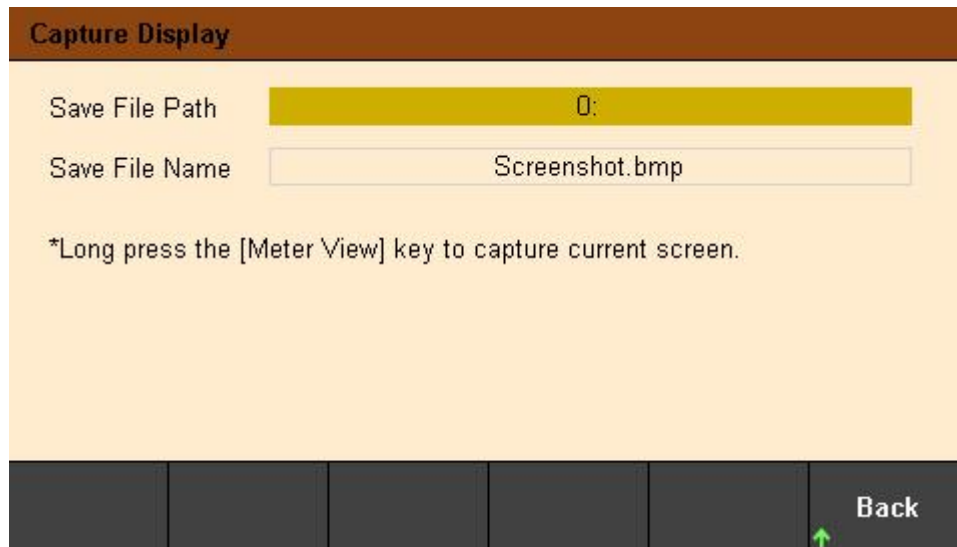 Capture Display
Save File Path 0:
Save File Name Screenshot.bmp
*Long press the [Meter View] key to capture current screen.
Back